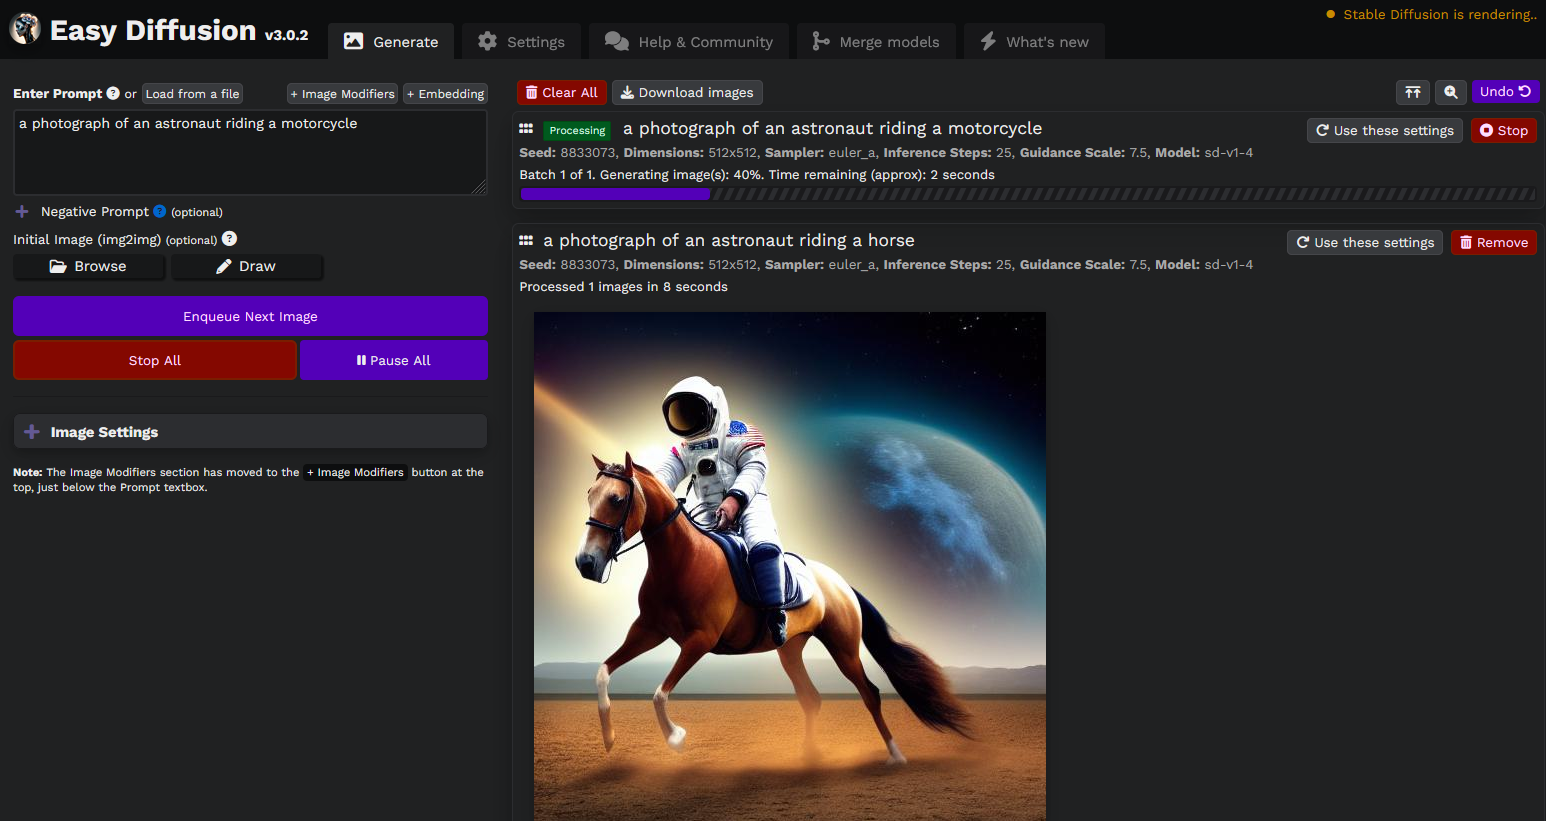 Easy Diffusion v3.0.2
Generate
Settings
Help & Community
Merge models
What's new
Stable Diffusion is rendering..
Enter Prompt ? or Load from a file
+ Image Modifiers
+ Embedding
a photograph of an astronaut riding a motorcycle
+ Negative Prompt ? (optional)
Initial Image (img2img) (optional) ?
Browse
Draw
Enqueue Next Image
Stop All
Pause All
+ Image Settings
Note: The Image Modifiers section has moved to the + Image Modifiers button at the
top, just below the Prompt textbox.
Clear All
Download images
Undo
Processing a photograph of an astronaut riding a motorcycle
Use these settings
Stop
Seed: 8833073, Dimensions: 512x512, Sampler: euler_a, Inference Steps: 25, Guidance Scale: 7.5, Model: sd-v1-4
Batch 1 of 1. Generating image(s): 40%. Time remaining (approx): 2 seconds
a photograph of an astronaut riding a horse
Use these settings
Remove
Seed: 8833073, Dimensions: 512x512, Sampler: euler_a, Inference Steps: 25, Guidance Scale: 7.5, Model: sd-v1-4
Processed 1 images in 8 seconds